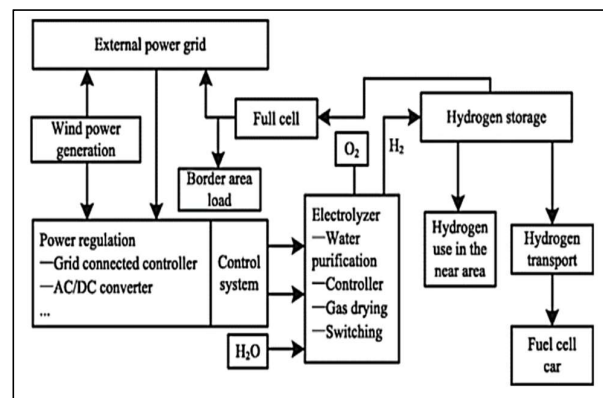 External power grid
Wind power
generation
Full cell
Hydrogen storage
O₂
H₂
Border area
load
Power regulation
—Grid connected controller
—AC/DC converter
...
Control
system
Electrolyzer
—Water
purification
—Controller
—Gas drying
—Switching
H₂O
Hydrogen
use in the
near area
Hydrogen
transport
Fuel cell
car